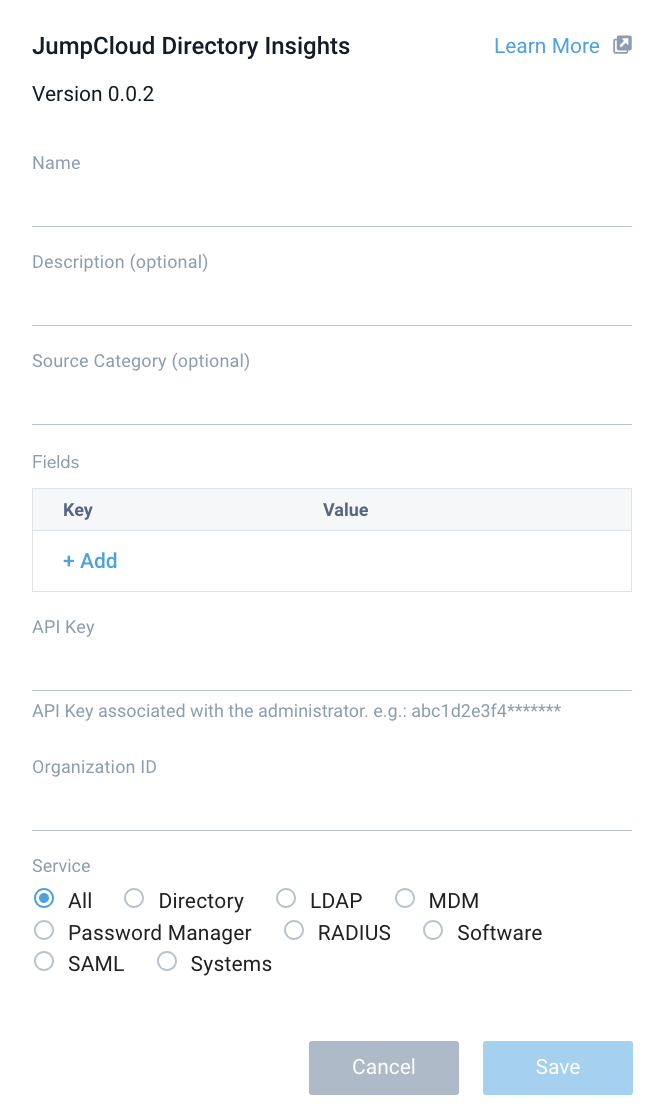 JumpCloud Directory Insights Learn More
Version 0.0.2
Name
Description (optional)
Source Category (optional)
Fields
Key Value
+ Add
API Key
API Key associated with the administrator. e.g.: abc1d2e3f4*******
Organization ID
Service
All Directory LDAP MDM
Password Manager RADIUS Software
SAML Systems
Cancel Save